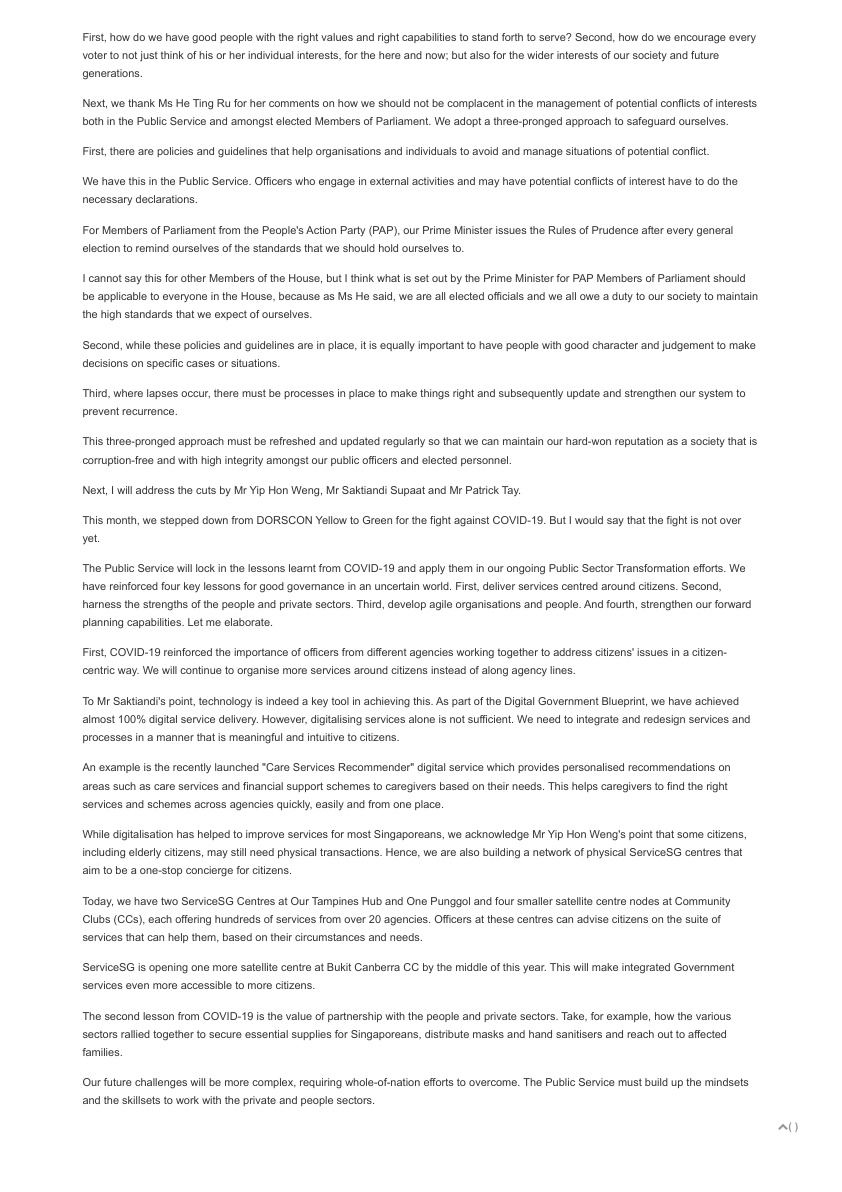 First, how do we have good people with the right values and right capabilities to stand forth to serve? Second, how do we encourage every
voter to not just think of his or her individual interests, for the here and now; but also for the wider interests of our society and future
generations.
Next, we thank Ms He Ting Ru for her comments on how we should not be complacent in the management of potential conflicts of interests
both in the Public Service and amongst elected Members of Parliament. We adopt a three-pronged approach to safeguard ourselves.
First, there are policies and guidelines that help organisations and individuals to avoid and manage situations of potential conflict.
We have this in the Public Service. Officers who engage in external activities and may have potential conflicts of interest have to do the
necessary declarations.
For Members of Parliament from the People's Action Party (PAP), our Prime Minister issues the Rules of Prudence after every general
election to remind ourselves of the standards that we should hold ourselves to.
I cannot say this for other Members of the House, but I think what is set out by the Prime Minister for PAP Members of Parliament should
be applicable to everyone in the House, because as Ms He said, we are all elected officials and we all owe a duty to our society to maintain
the high standards that we expect of ourselves.
Second, while these policies and guidelines are in place, it is equally important to have people with good character and judgement to make
decisions on specific cases or situations.
Third, where lapses occur, there must be processes in place to make things right and subsequently update and strengthen our system to
prevent recurrence.
This three-pronged approach must be refreshed and updated regularly so that we can maintain our hard-won reputation as a society that is
corruption-free and with high integrity amongst our public officers and elected personnel.
Next, I will address the cuts by Mr Yip Hon Weng, Mr Saktiandi Supaat and Mr Patrick Tay.
This month, we stepped down from DORSCON Yellow to Green for the fight against COVID-19. But I would say that the fight is not over
yet.
The Public Service will lock in the lessons learnt from COVID-19 and apply them in our ongoing Public Sector Transformation efforts. We
have reinforced four key lessons for good governance in an uncertain world. First, deliver services centred around citizens. Second,
harness the strengths of the people and private sectors. Third, develop agile organisations and people. And fourth, strengthen our forward
planning capabilities. Let me elaborate.
First, COVID-19 reinforced the importance of officers from different agencies working together to address citizens' issues in a citizen-
centric way. We will continue to organise more services around citizens instead of along agency lines.
To Mr Saktiandi's point, technology is indeed a key tool in achieving this. As part of the Digital Government Blueprint, we have achieved
almost 100% digital service delivery. However, digitalising services alone is not sufficient. We need to integrate and redesign services and
processes in a manner that is meaningful and intuitive to citizens.
An example is the recently launched "Care Services Recommender" digital service which provides personalised recommendations on
areas such as care services and financial support schemes to caregivers based on their needs. This helps caregivers to find the right
services and schemes across agencies quickly, easily and from one place.
While digitalisation has helped to improve services for most Singaporeans, we acknowledge Mr Yip Hon Weng's point that some citizens,
including elderly citizens, may still need physical transactions. Hence, we are also building a network of physical ServiceSG centres that
aim to be a one-stop concierge for citizens.
Today, we have two ServiceSG Centres at Our Tampines Hub and One Punggol and four smaller satellite centre nodes at Community
Clubs (CCs), each offering hundreds of services from over 20 agencies. Officers at these centres can advise citizens on the suite of
services that can help them, based on their circumstances and needs.
ServiceSG is opening one more satellite centre at Bukit Canberra CC by the middle of this year. This will make integrated Government
services even more accessible to more citizens.
The second lesson from COVID-19 is the value of partnership with the people and private sectors. Take, for example, how the various
sectors rallied together to secure essential supplies for Singaporeans, distribute masks and hand sanitisers and reach out to affected
families.
Our future challenges will be more complex, requiring whole-of-nation efforts to overcome. The Public Service must build up the mindsets
and the skillsets to work with the private and people sectors.
( )